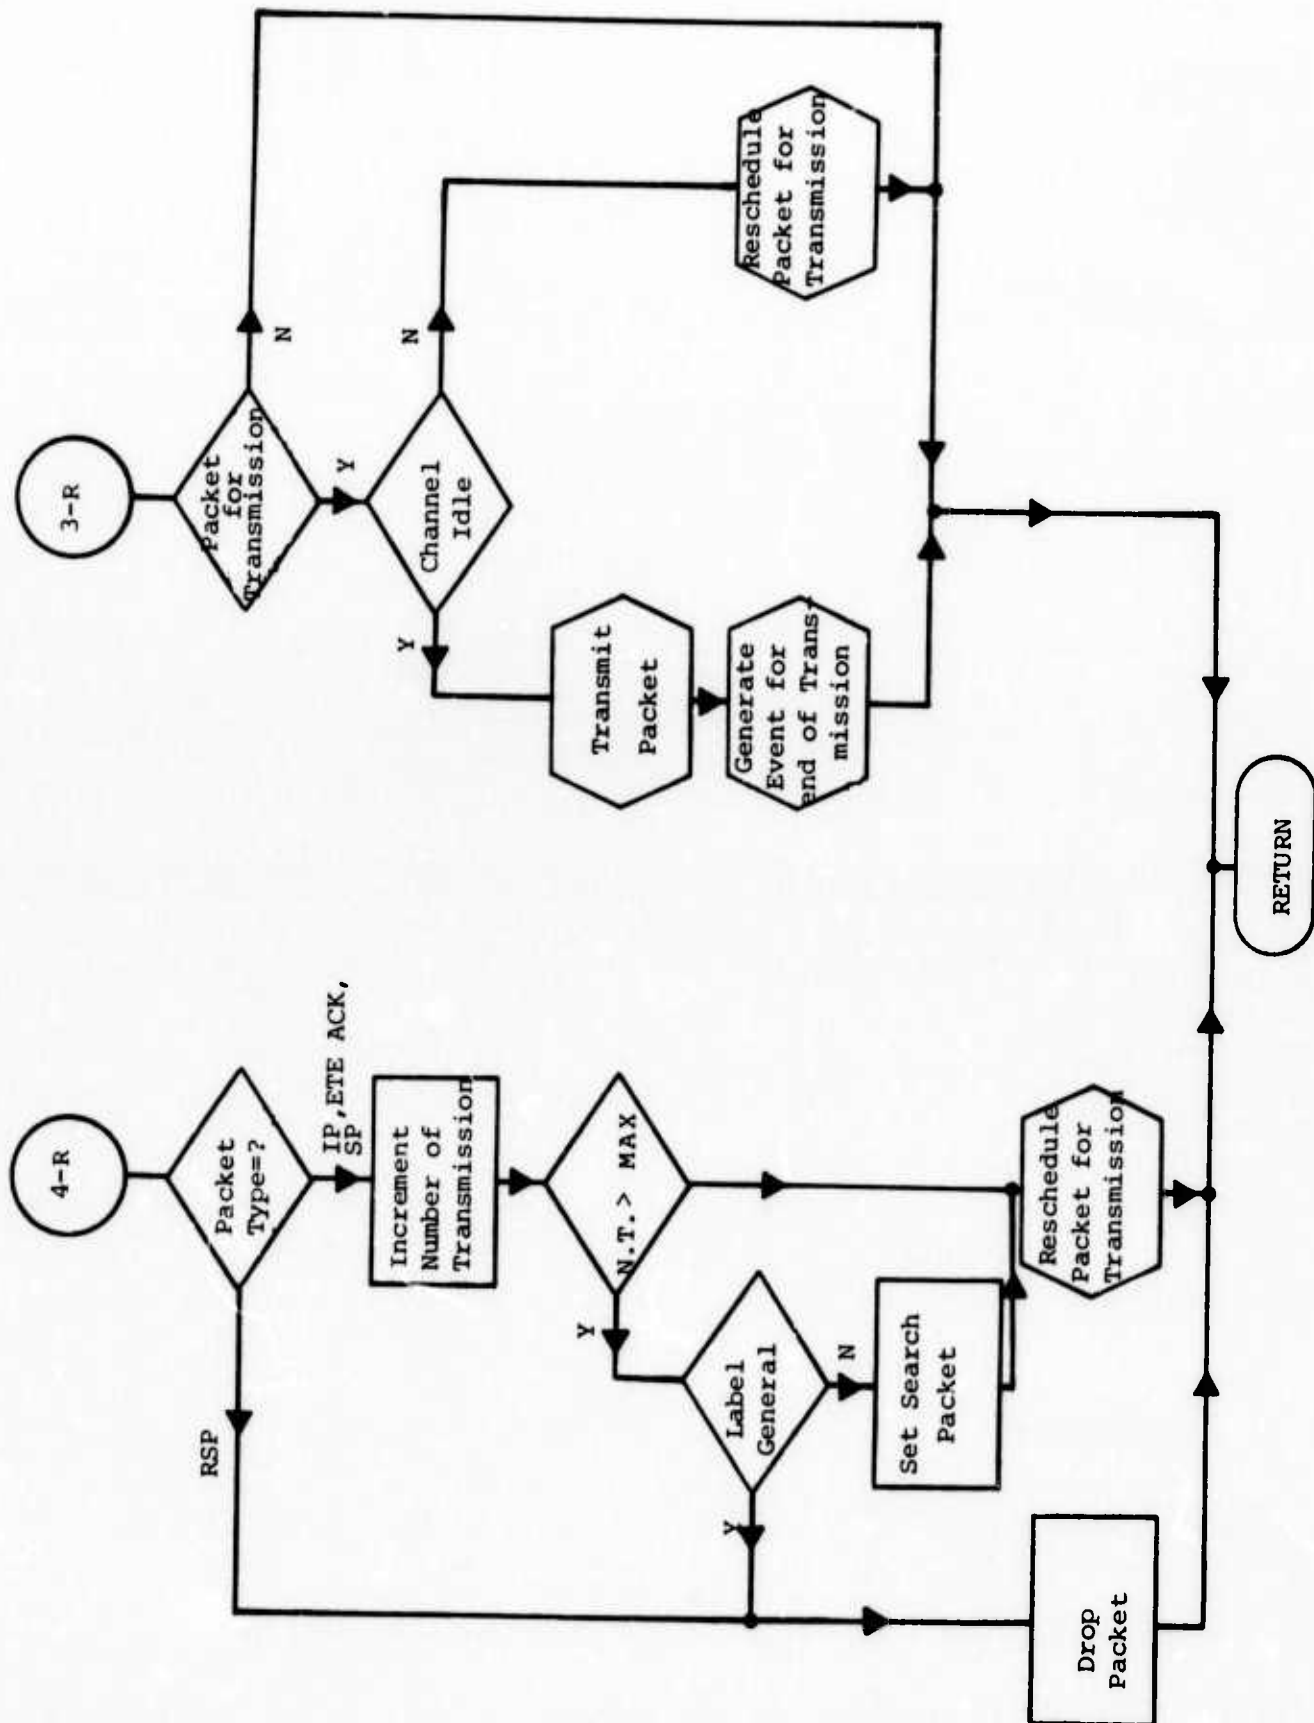 4-R
Packet
Type=?
RSP
IP,ETE ACK,
SP
Increment
Number of
Transmission
N.T.> MAX
Y
Label
General
Y
N
Set Search
Packet
Reschedule
Packet for
Transmission
Drop
Packet
3-R
Packet
for
Transmission
N
Y
Channel
Idle
Y
N
Transmit
Packet
Generate
Event for
end of Trans-
mission
Reschedule
Packet for
Transmission
RETURN